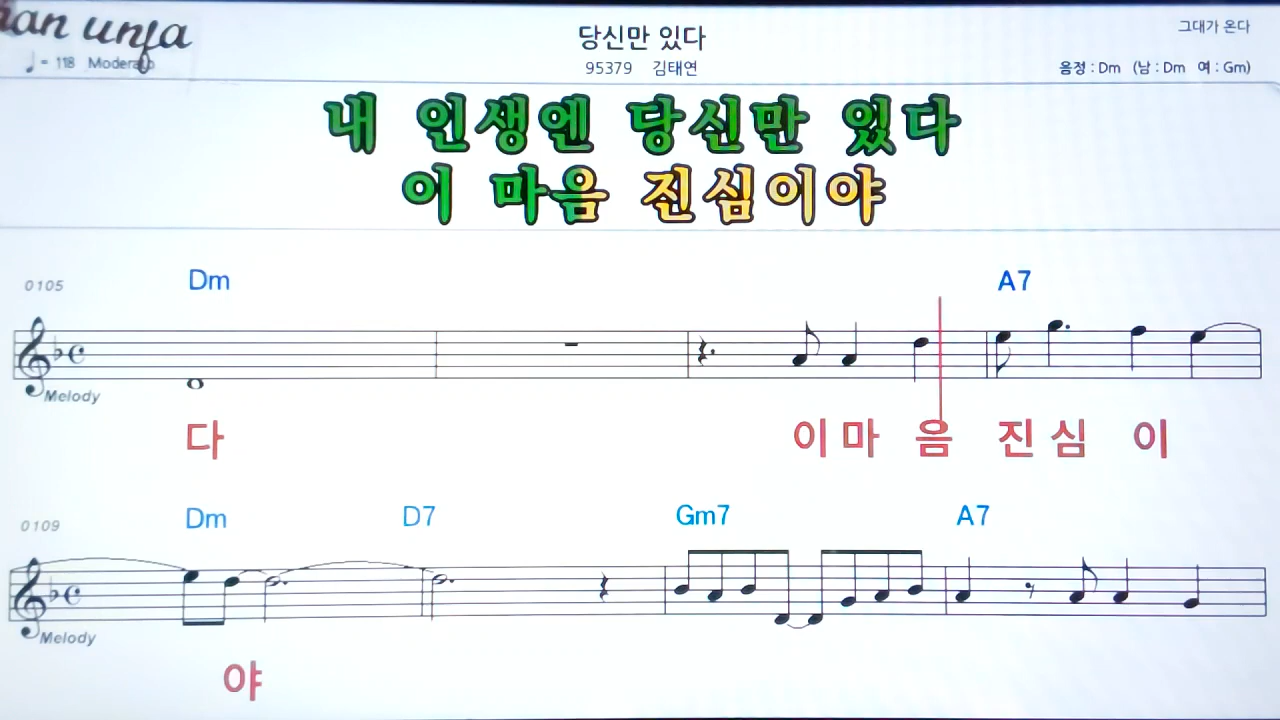 당신만 있다
그대가 온다
♩= 118 Moderato
95379 김태연
음정 : Dm (남 : Dm 여 : Gm)
내 인생엔 당신만 있다
이 마음 진심이야
0105 Dm A7
Melody
다 이 마 음 진 심 이
0109 Dm D7 Gm7 A7
Melody
야